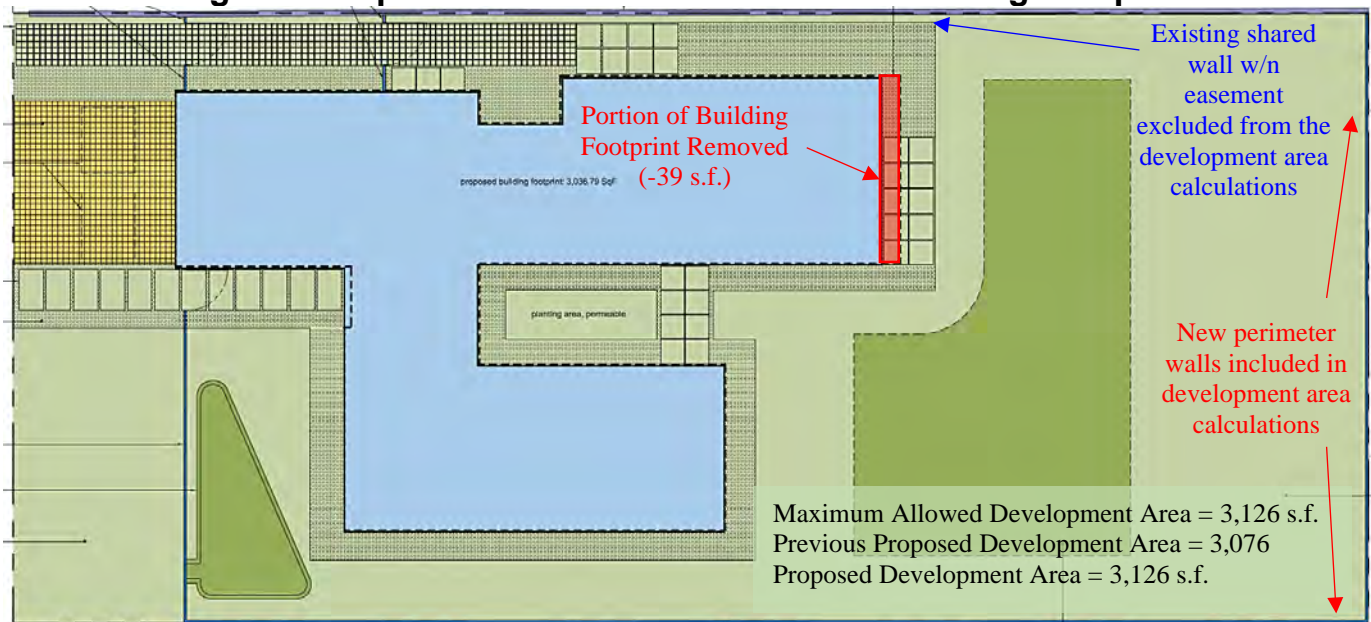 Existing shared
wall w/n
easement
excluded from the
development area
calculations
Portion of Building
Footprint Removed
(-39 s.f.)
proposed building footprint: 3,036.79 SqF
planting area, permeable
New perimeter
walls included in
development area
calculations
Maximum Allowed Development Area = 3,126 s.f.
Previous Proposed Development Area = 3,076
Proposed Development Area = 3,126 s.f.